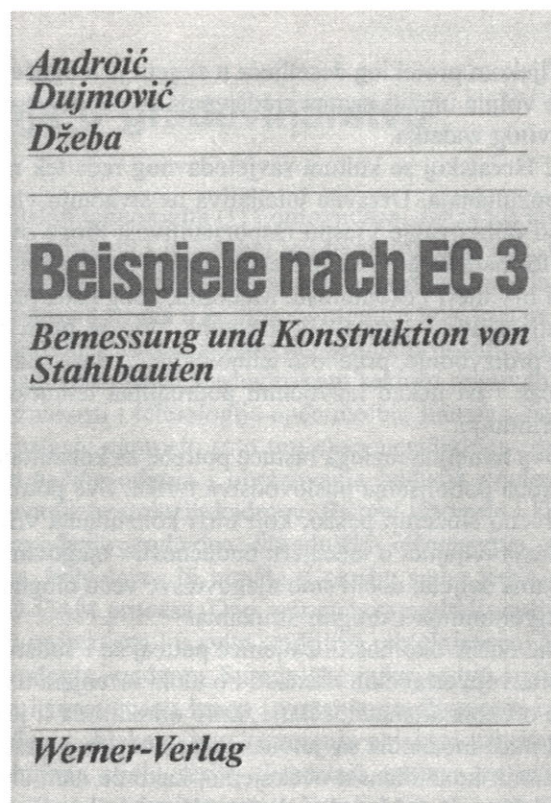 Androić
Dujmović
Džeba
Beispiele nach EC 3
Bemessung und Konstruktion von
Stahlbauten
Werner-Verlag